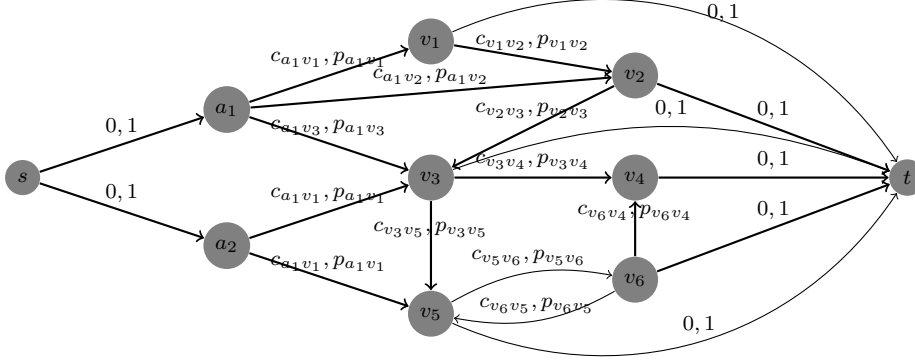 0, 1
v₁
c_{v₁v₂}, p_{v₁v₂}
c_{a₁v₁}, p_{a₁v₁}
c_{a₁v₂}, p_{a₁v₂}
v₂
a₁
c_{v₂v₃}, p_{v₂v₃}
0, 1
0, 1
0, 1
c_{a₁v₃}, p_{a₁v₃}
c_{v₃v₄}, p_{v₃v₄}
0, 1
s
v₃
v₄
t
0, 1
c_{a₁v₁}, p_{a₁v₁}
c_{v₃v₅}, p_{v₃v₅}
c_{v₆v₄}, p_{v₆v₄}
0, 1
a₂
c_{a₁v₁}, p_{a₁v₁}
c_{v₅v₆}, p_{v₅v₆}
v₆
c_{v₆v₅}, p_{v₆v₅}
v₅
0, 1